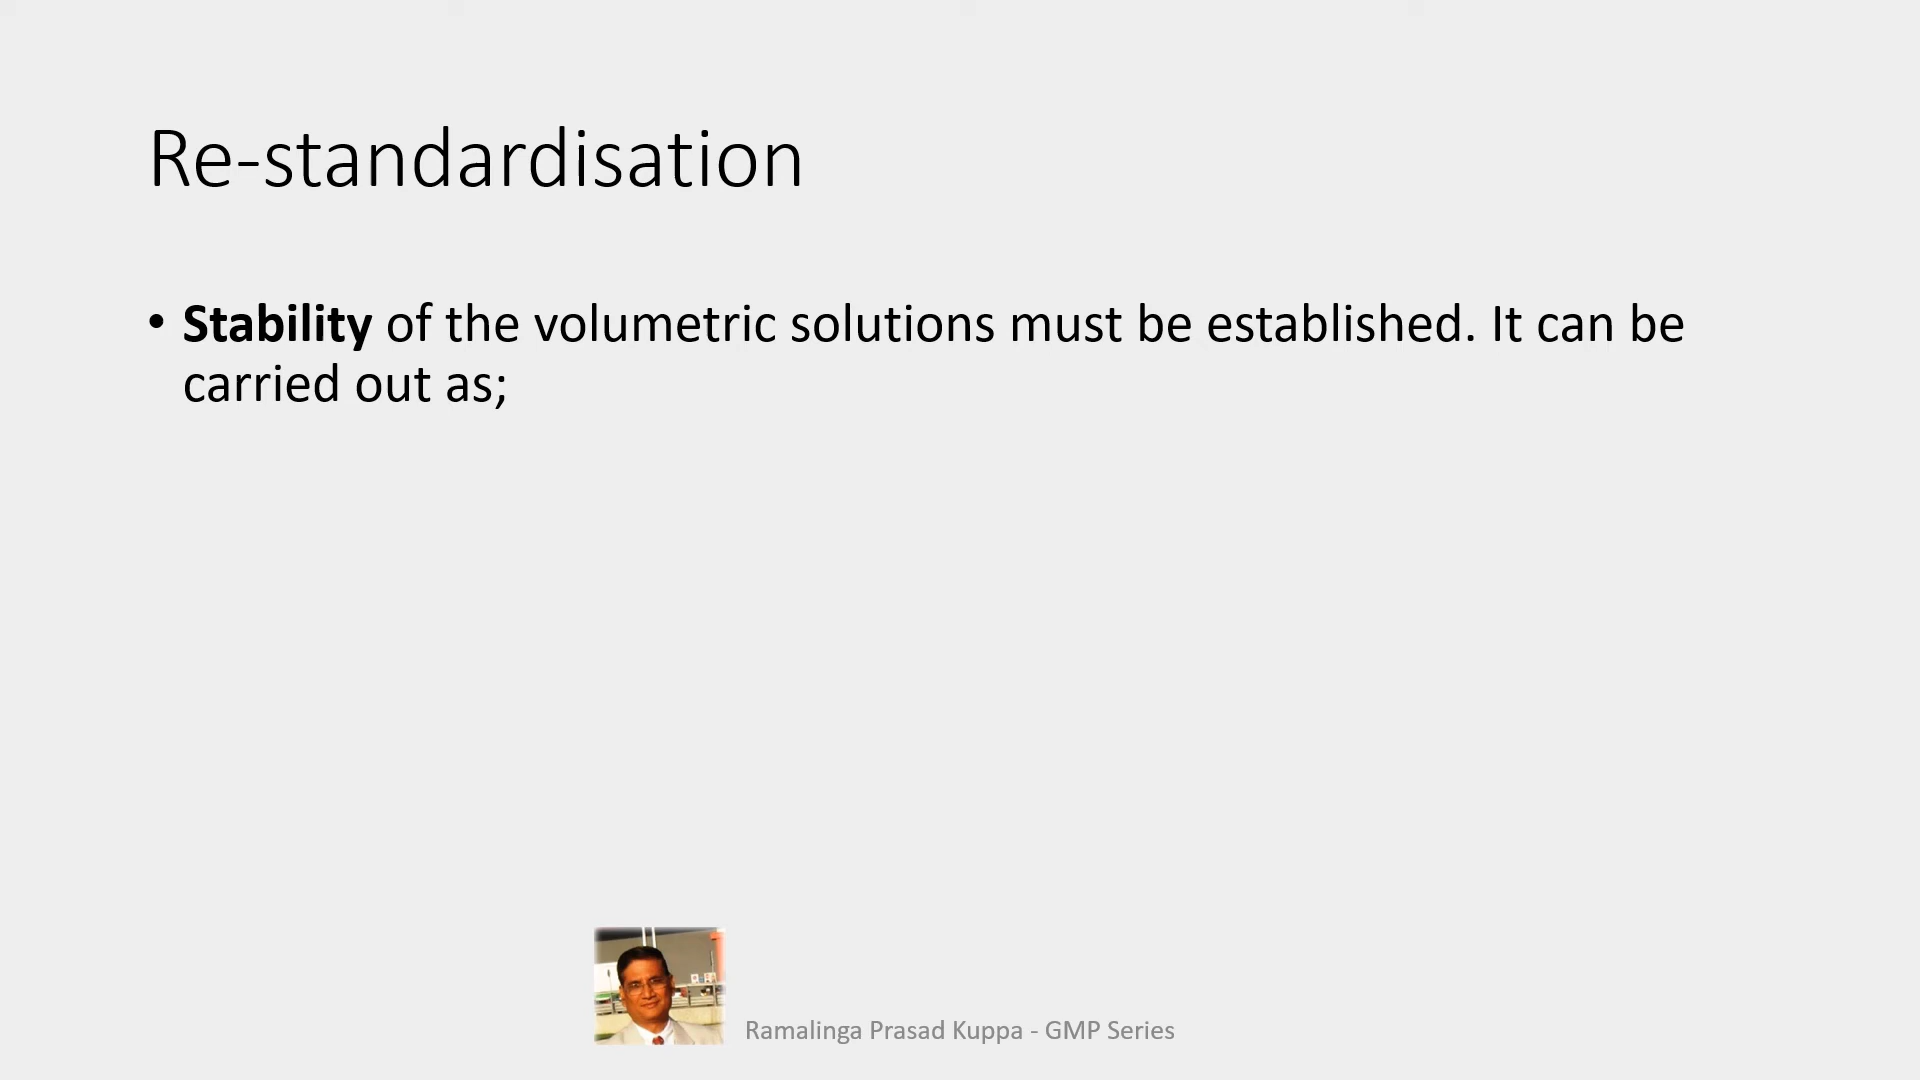 Re-standardisation
• Stability of the volumetric solutions must be established. It can be
carried out as;
Ramalinga Prasad Kuppa - GMP Series